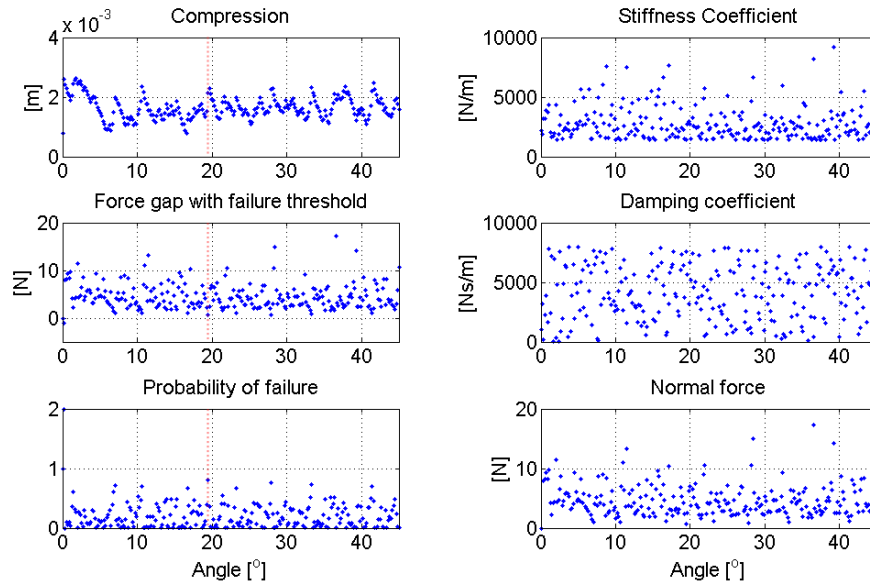 Compression
x 10⁻³
4
2
0
[m]
0 10 20 30 40
Stiffness Coefficient
10000
5000
0
[N/m]
0 10 20 30 40
Force gap with failure threshold
20
10
0
[N]
0 10 20 30 40
Damping coefficient
10000
5000
0
[Ns/m]
0 10 20 30 40
Probability of failure
2
1
0
0 10 20 30 40
Angle [°]
Normal force
20
10
0
[N]
0 10 20 30 40
Angle [°]